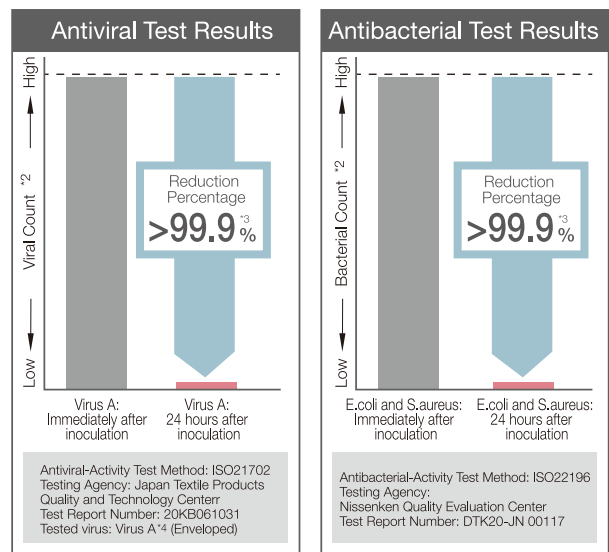 Antiviral Test Results
High
Viral Count *2
Low
Reduction
Percentage
>99.9 *3 %
Virus A:
Immediately after
inoculation
Virus A:
24 hours after
inoculation
Antiviral-Activity Test Method: ISO21702
Testing Agency: Japan Textile Products
Quality and Technology Center
Test Report Number: 20KB061031
Tested virus: Virus A*4 (Enveloped)
Antibacterial Test Results
High
Bacterial Count *2
Low
Reduction
Percentage
>99.9 *3 %
E.coli and S.aureus:
Immediately after
inoculation
E.coli and S.aureus:
24 hours after
inoculation
Antibacterial-Activity Test Method: ISO22196
Testing Agency:
Nissenken Quality Evaluation Center
Test Report Number: DTK20-JN 00117